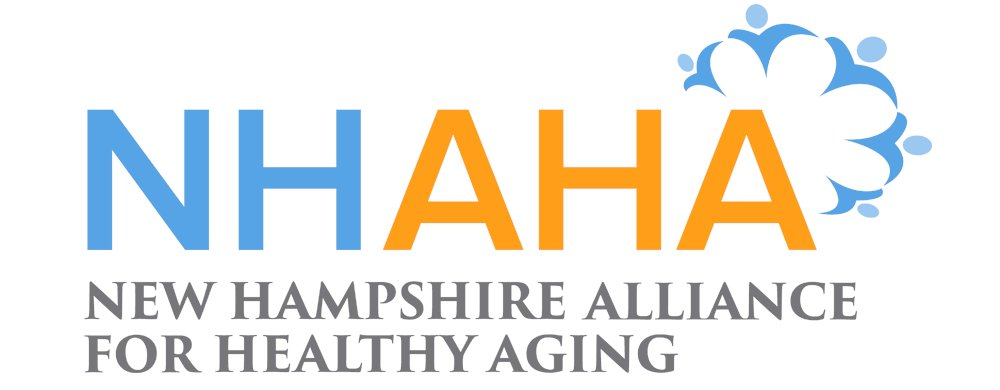 NHAHA
NEW HAMPSHIRE ALLIANCE
FOR HEALTHY AGING